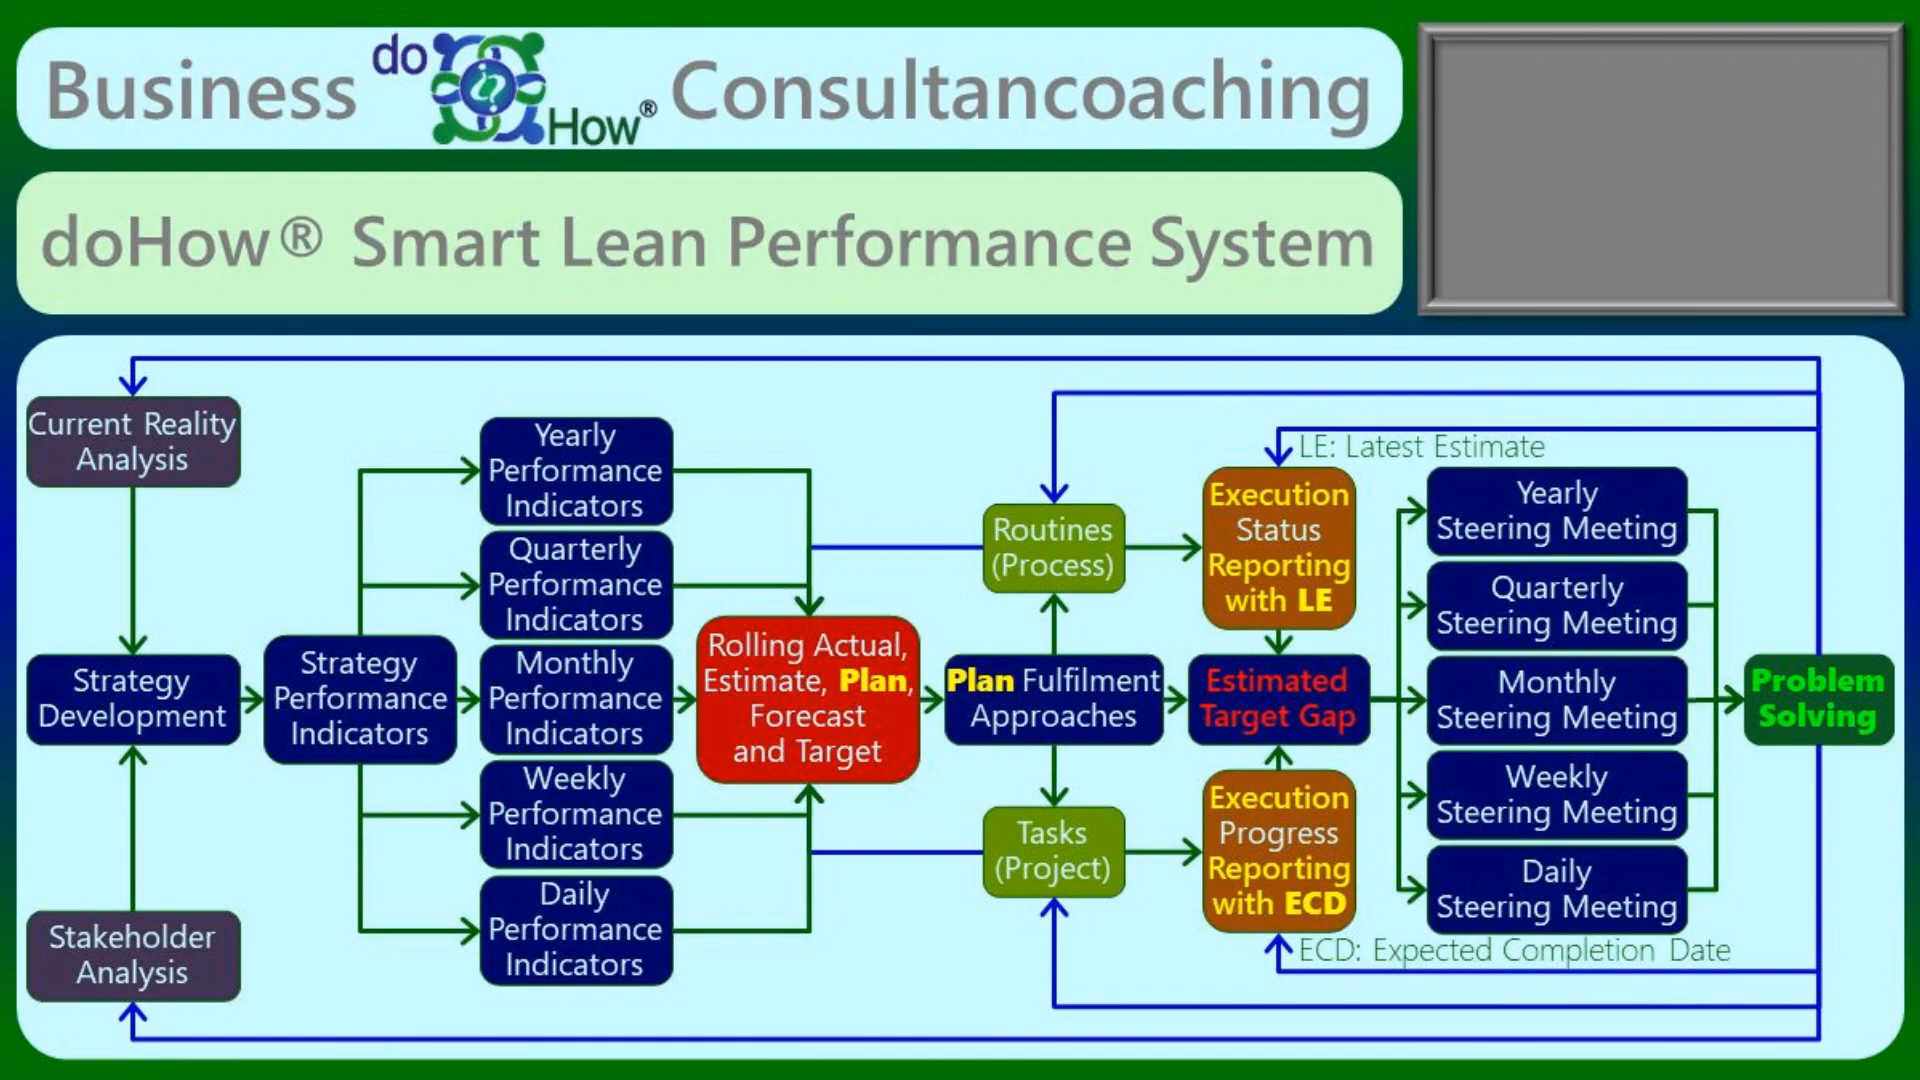 Business do How® Consultancoaching
doHow® Smart Lean Performance System
Current Reality
Analysis
Strategy
Development
Stakeholder
Analysis
Strategy
Performance
Indicators
Yearly
Performance
Indicators
Quarterly
Performance
Indicators
Monthly
Performance
Indicators
Weekly
Performance
Indicators
Daily
Performance
Indicators
Rolling Actual,
Estimate, Plan,
Forecast
and Target
Plan Fulfilment
Approaches
Routines
(Process)
Tasks
(Project)
LE: Latest Estimate
Execution
Status
Reporting
with LE
Estimated
Target Gap
Execution
Progress
Reporting
with ECD
ECD: Expected Completion Date
Yearly
Steering Meeting
Quarterly
Steering Meeting
Monthly
Steering Meeting
Weekly
Steering Meeting
Daily
Steering Meeting
Problem
Solving